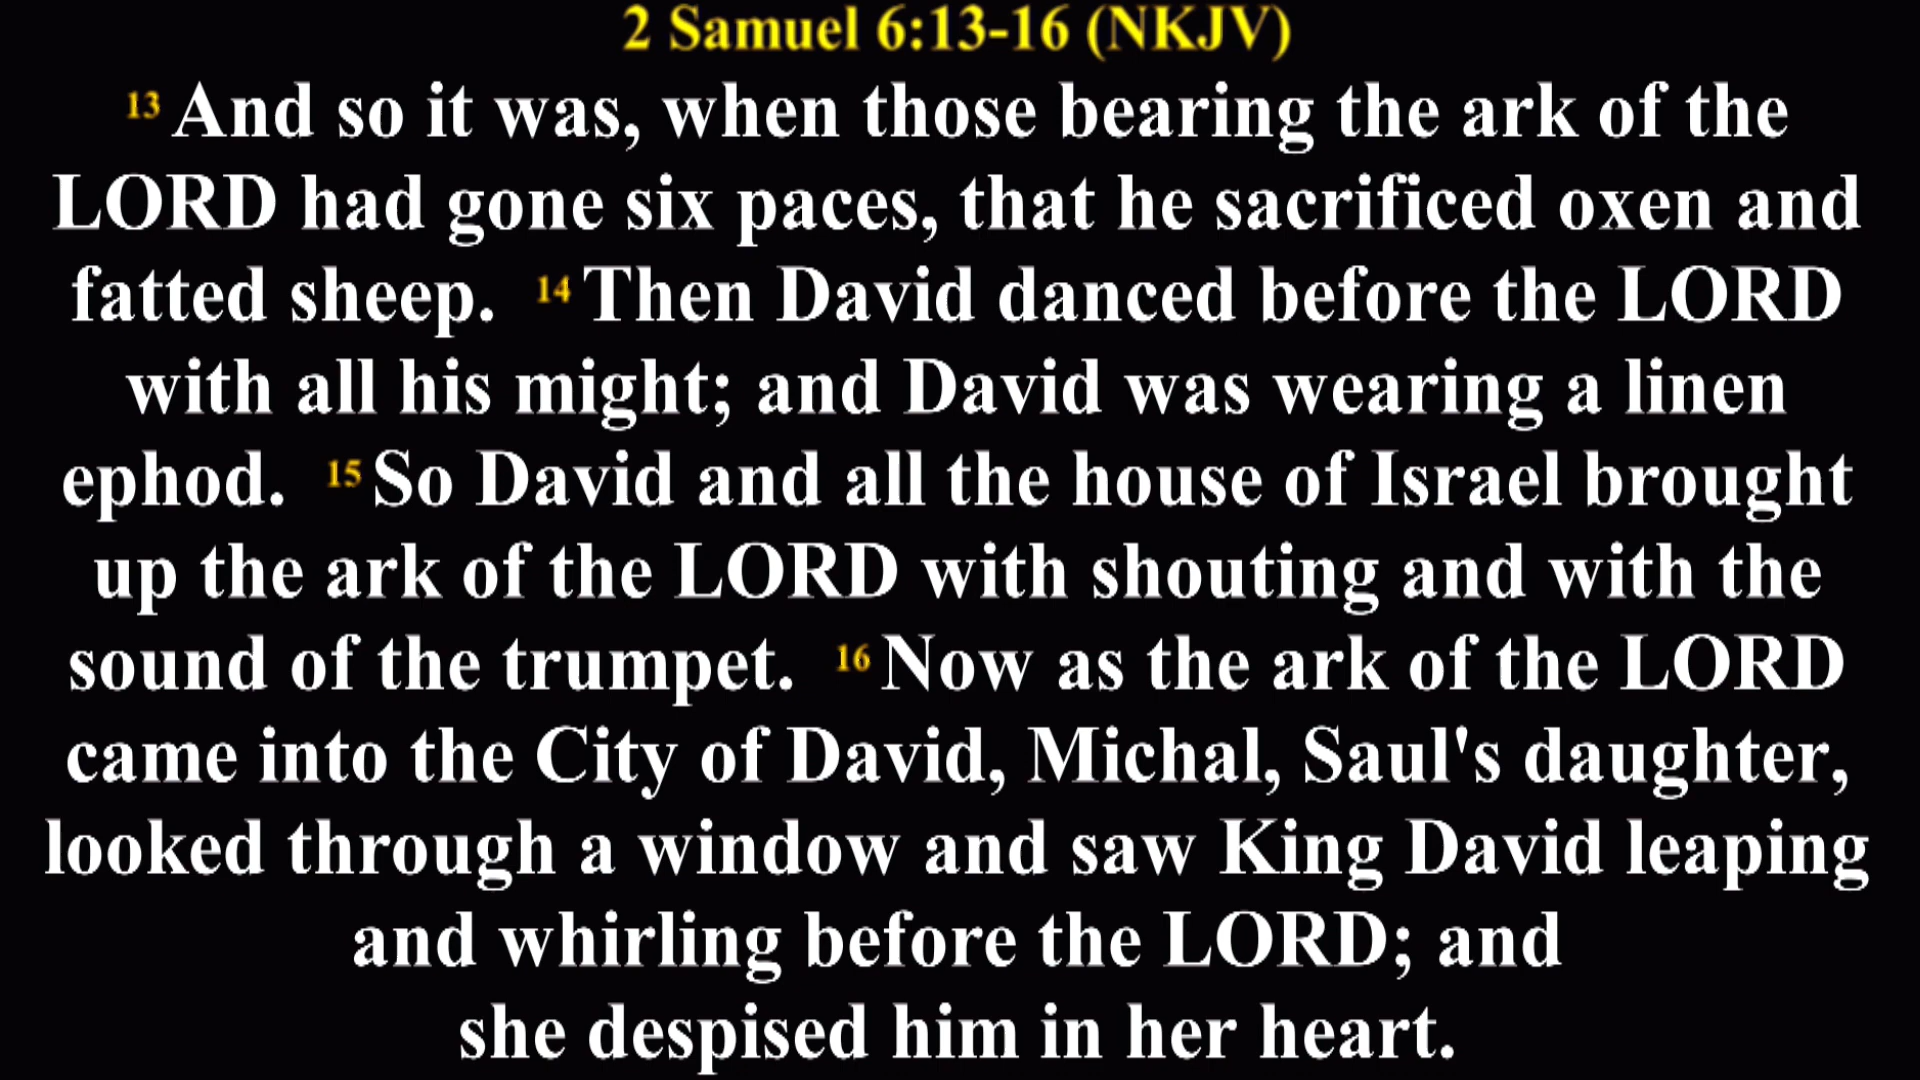 2 Samuel 6:13-16 (NKJV)
13 And so it was, when those bearing the ark of the
LORD had gone six paces, that he sacrificed oxen and
fatted sheep. 14 Then David danced before the LORD
with all his might; and David was wearing a linen
ephod. 15 So David and all the house of Israel brought
up the ark of the LORD with shouting and with the
sound of the trumpet. 16 Now as the ark of the LORD
came into the City of David, Michal, Saul's daughter,
looked through a window and saw King David leaping
and whirling before the LORD; and
she despised him in her heart.